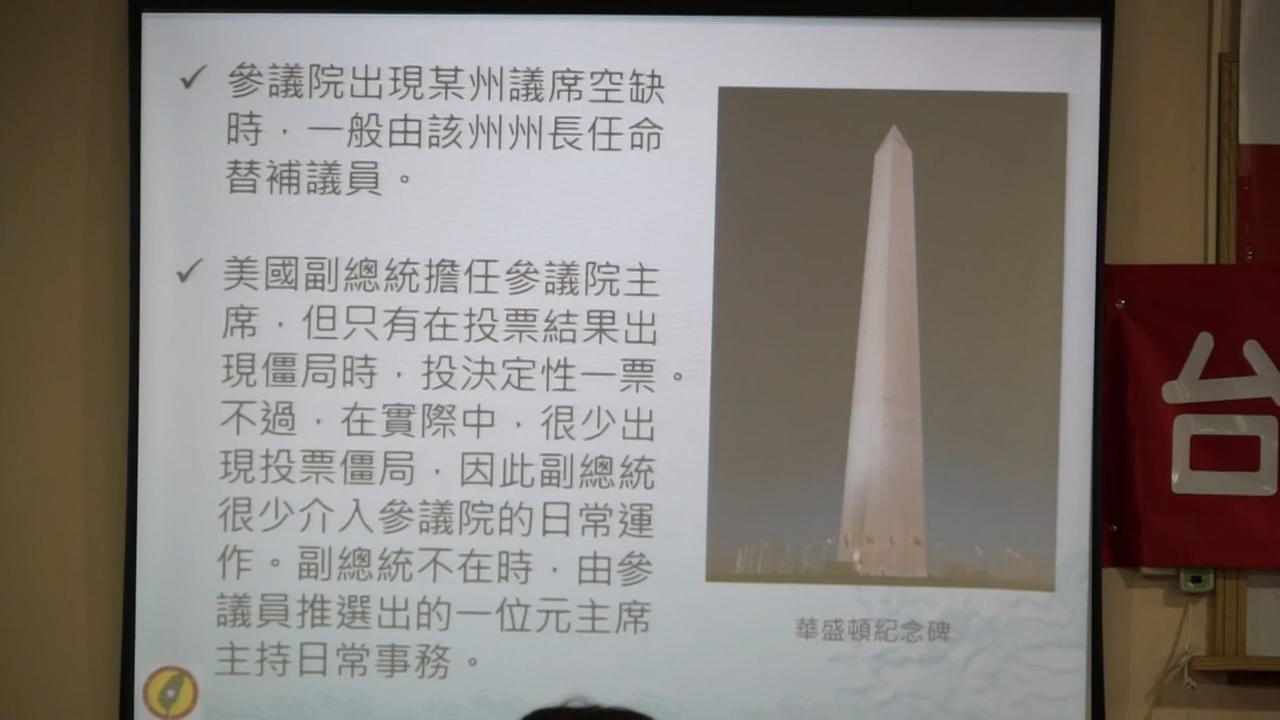 ✓ 參議院出現某州議席空缺
時，一般由該州州長任命
替補議員。
✓ 美國副總統擔任參議院主
席，但只有在投票結果出
現僵局時，投決定性一票。
不過，在實際中，很少出
現投票僵局，因此副總統
很少介入參議院的日常運
作。副總統不在時，由參
議員推選出的一位元主席
主持日常事務。
華盛頓紀念碑
台